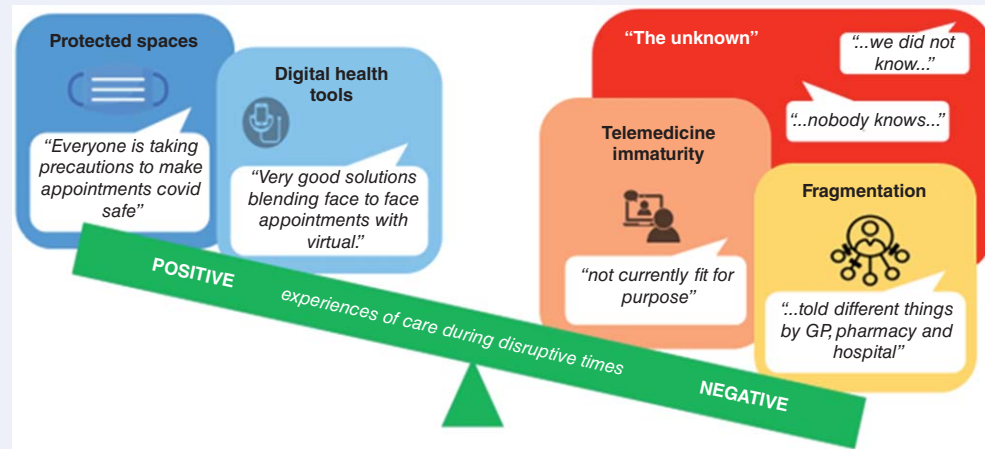 Protected spaces
“Everyone is taking
precautions to make
appointments covid
safe”
Digital health
tools
“Very good solutions
blending face to face
appointments with
virtual.”
“The unknown”
“...we did not
know...”
“...nobody knows...”
Telemedicine
immaturity
“not currently fit for
purpose”
Fragmentation
“...told different things
by GP, pharmacy and
hospital”
POSITIVE experiences of care during disruptive times NEGATIVE